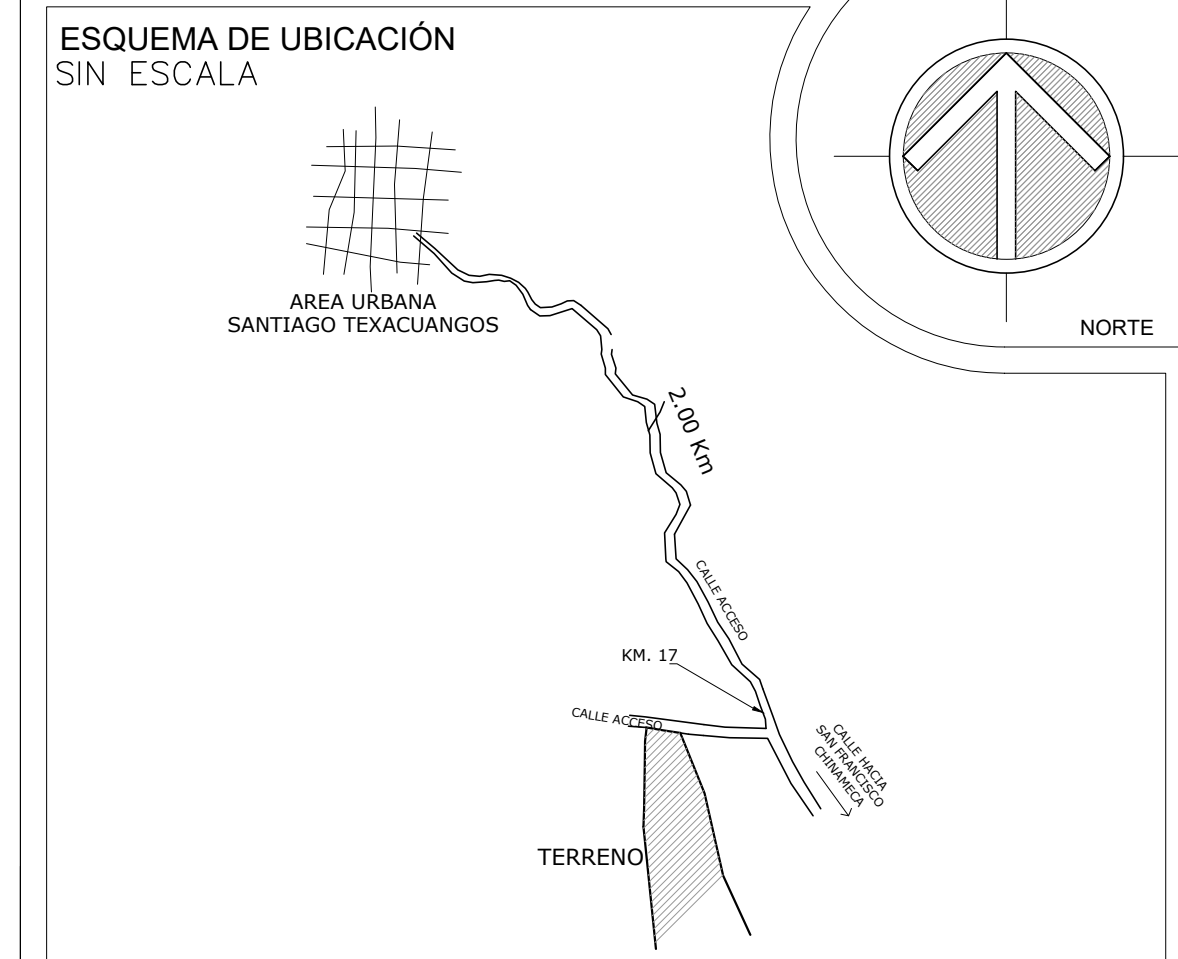 ESQUEMA DE UBICACIÓN
SIN ESCALA
NORTE
AREA URBANA
SANTIAGO TEXACUANGOS
2.00 Km
CALLE ACCESO
KM. 17
CALLE ACCESO
CALLE HACIA
SAN FRANCISCO
CHINAMECA
TERRENO